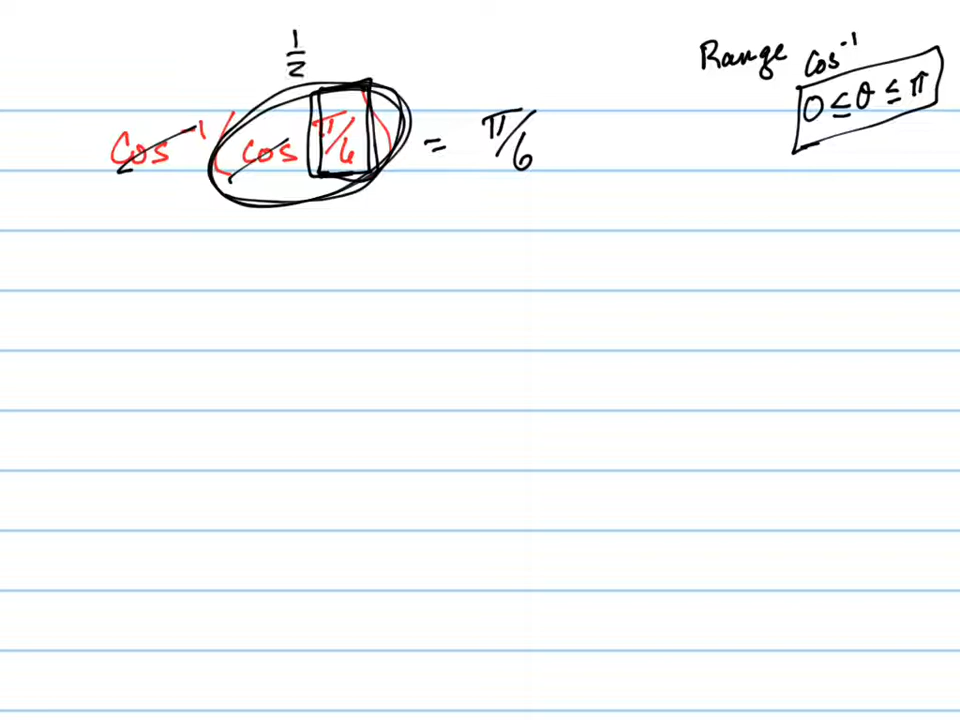 1/2
Range cos⁻¹
0 ≤ θ ≤ π
cos⁻¹(cos π/6) = π/6